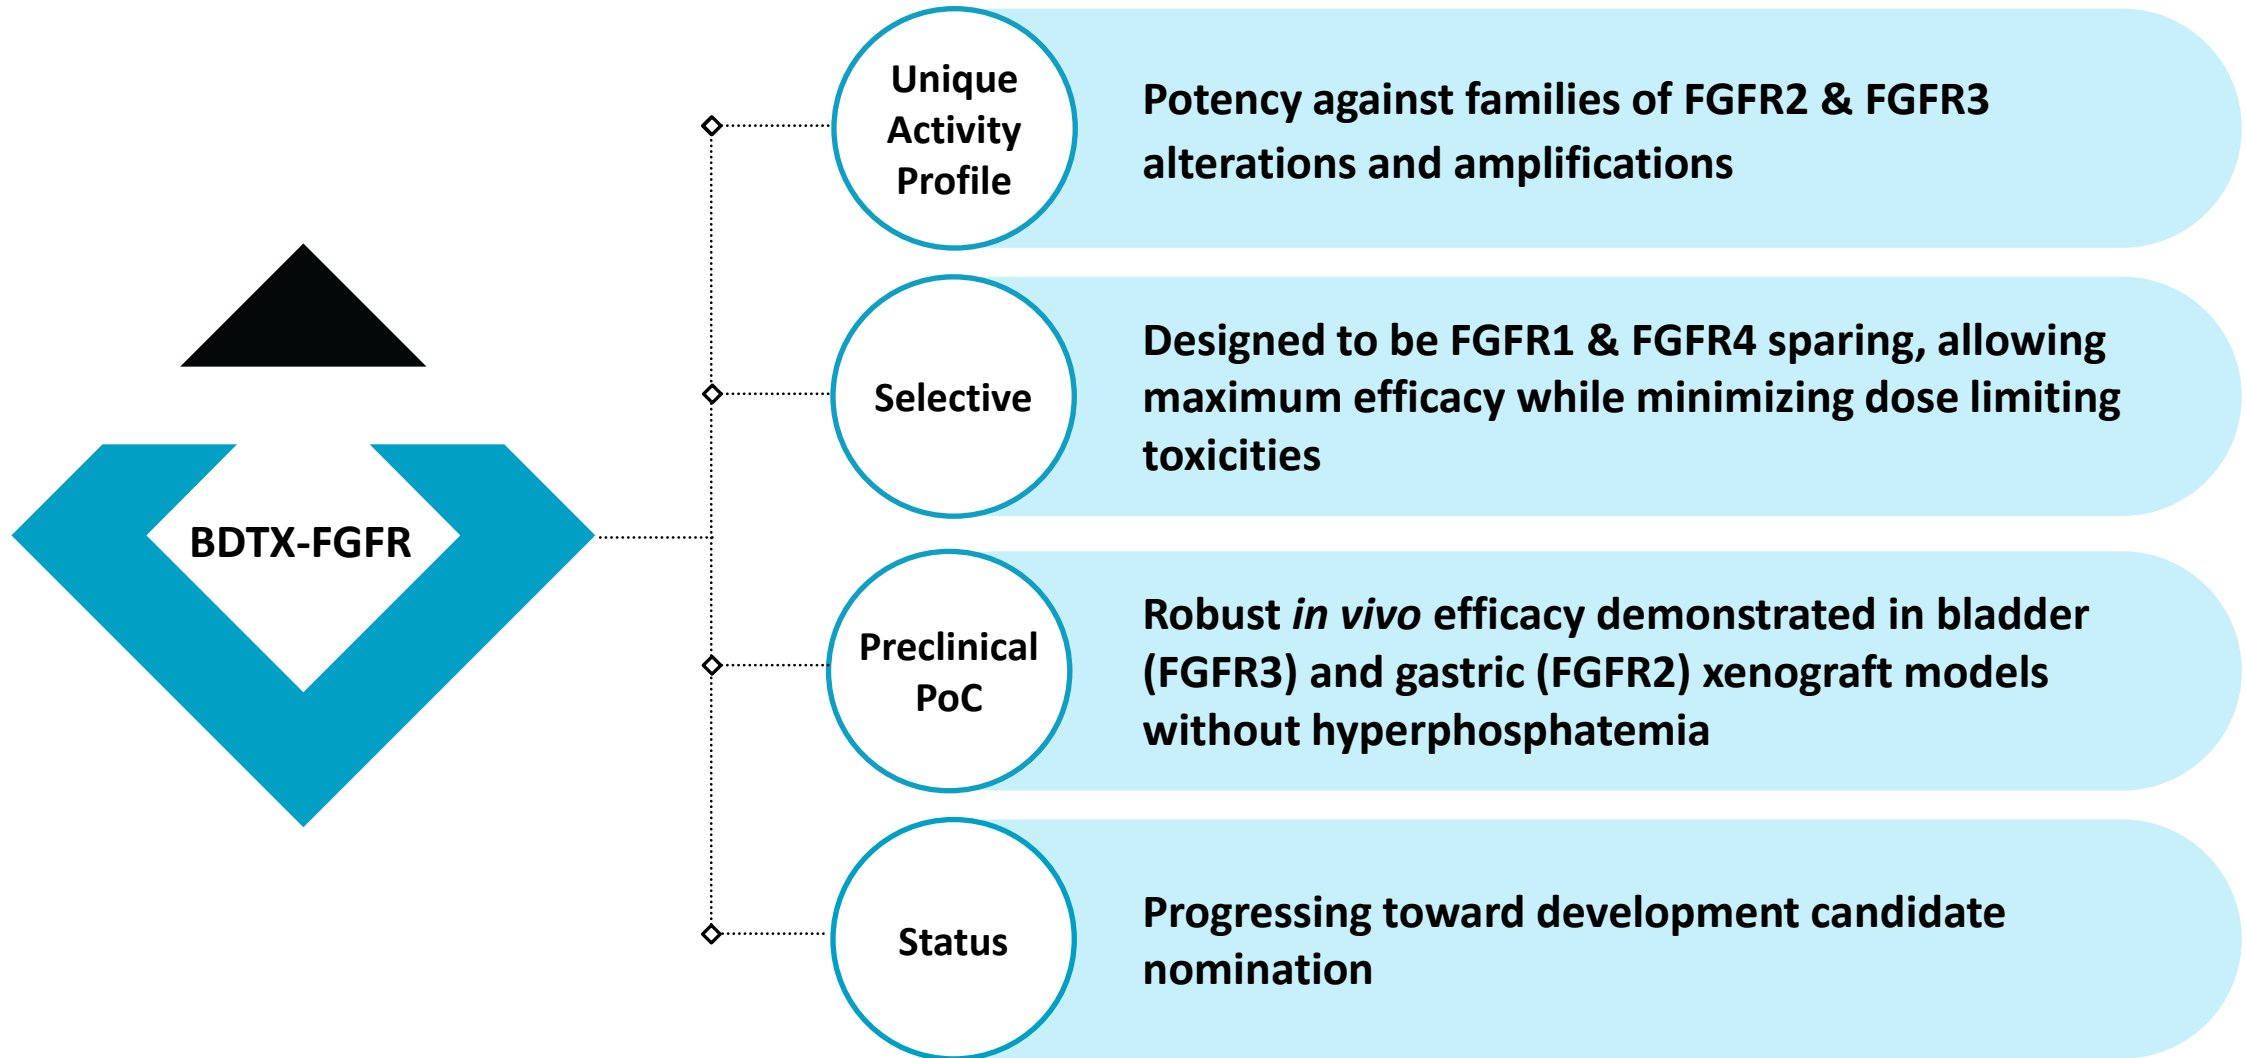 BDTX-FGFR
Unique
Activity
Profile
Potency against families of FGFR2 & FGFR3
alterations and amplifications
Selective
Designed to be FGFR1 & FGFR4 sparing, allowing
maximum efficacy while minimizing dose limiting
toxicities
Preclinical
PoC
Robust in vivo efficacy demonstrated in bladder
(FGFR3) and gastric (FGFR2) xenograft models
without hyperphosphatemia
Status
Progressing toward development candidate
nomination